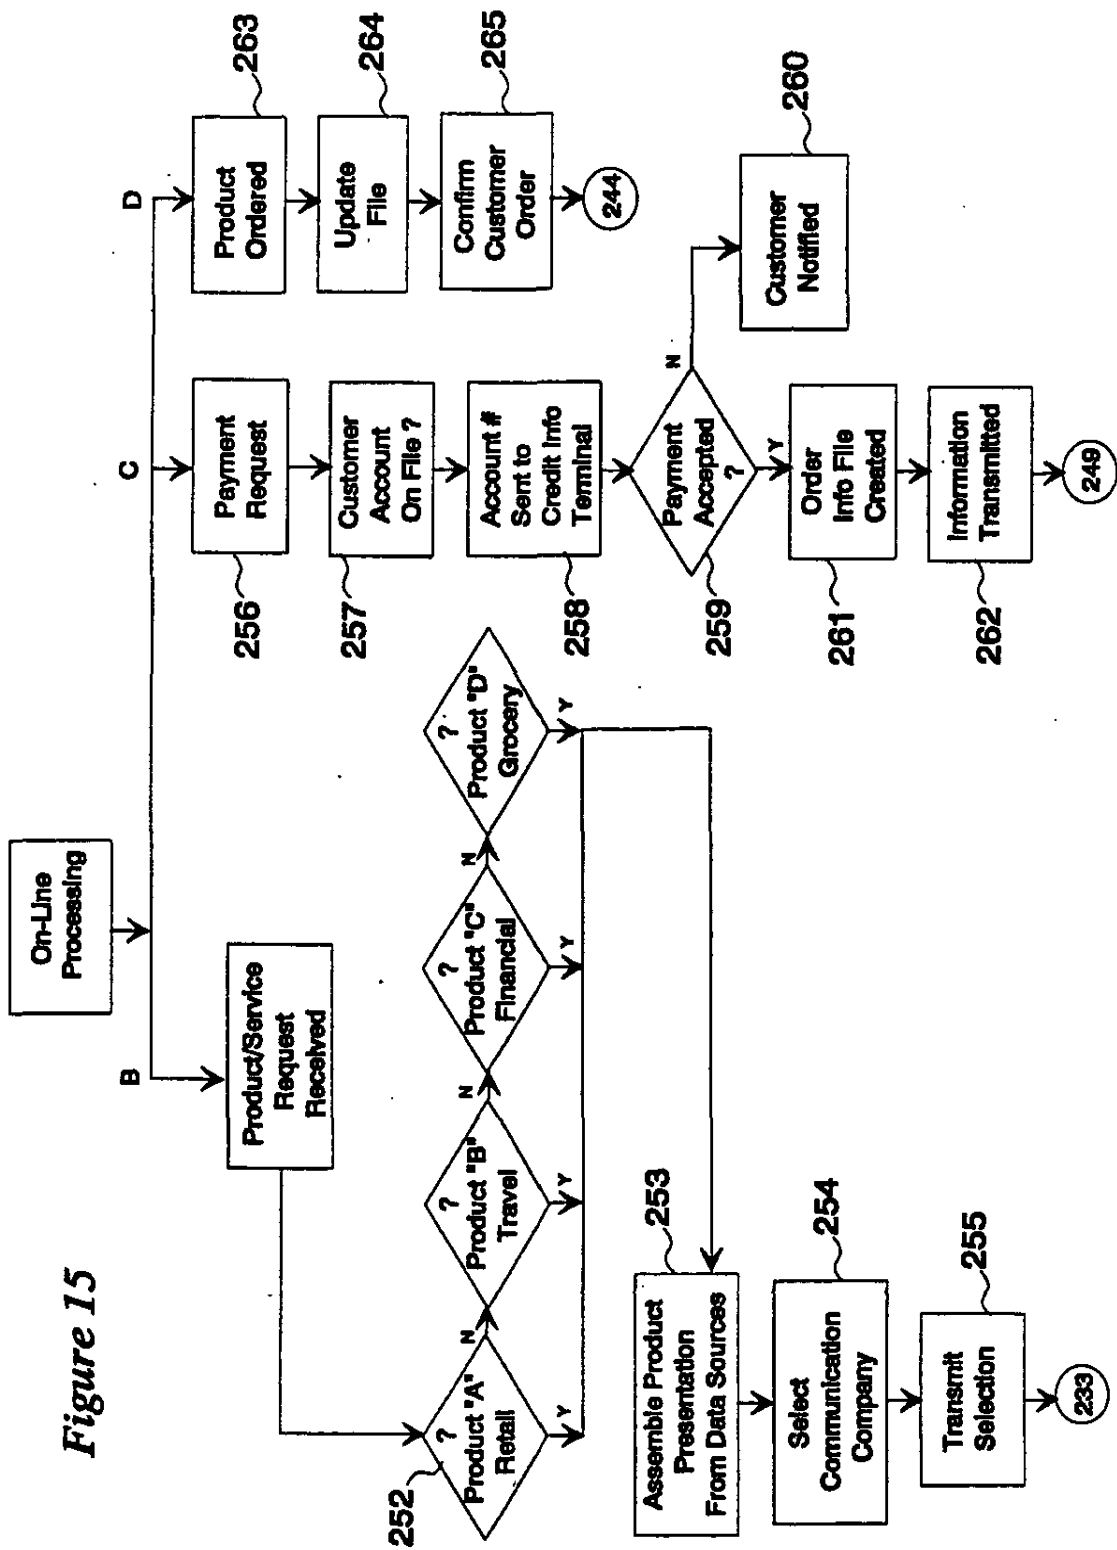 Figure 15
On-Line
Processing
B
C
D
Product/Service
Request
Received
252
?
Product "A"
Retail
N
Y
?
Product "B"
Travel
N
Y
?
Product "C"
Financial
N
Y
?
Product "D"
Grocery
Y
253
Assemble Product
Presentation
From Data Sources
254
Select
Communication
Company
255
Transmit
Selection
233
256
Payment
Request
257
Customer
Account
On File ?
258
Account #
Sent to
Credit Info
Terminal
259
Payment
Accepted
?
N
Y
260
Customer
Notified
261
Order
Info File
Created
262
Information
Transmitted
249
263
Product
Ordered
264
Update
File
265
Confirm
Customer
Order
244